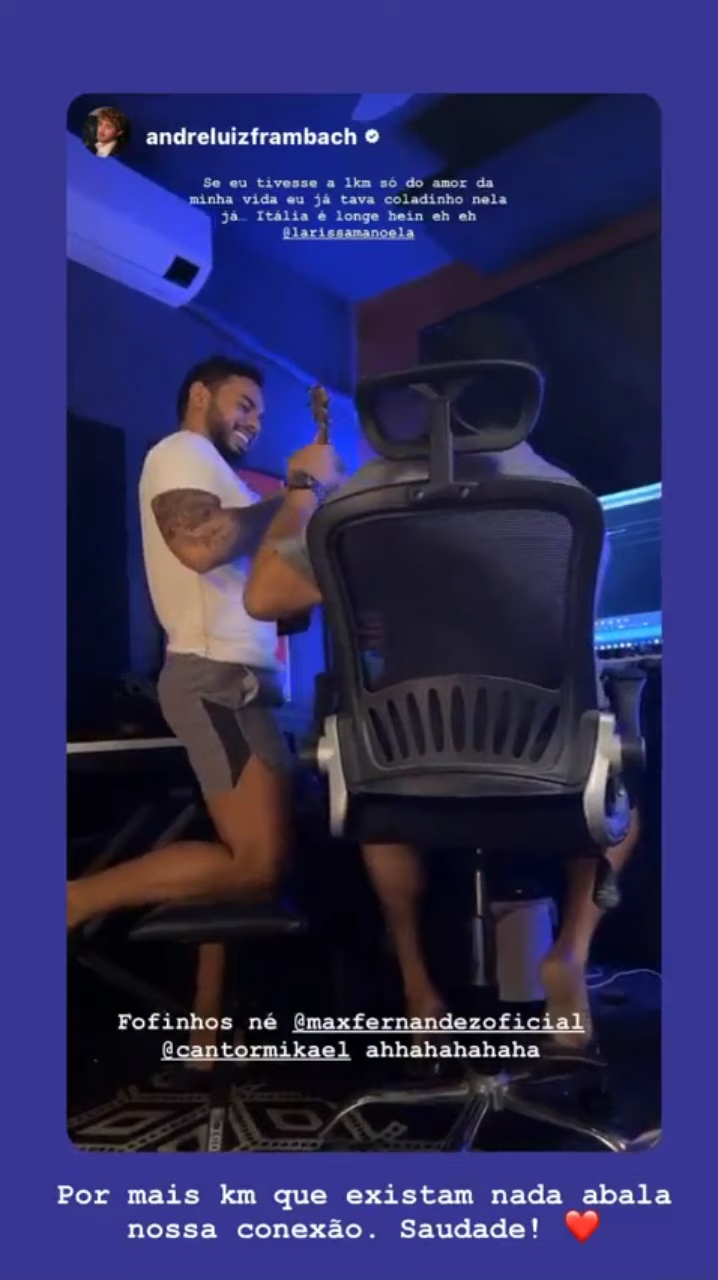 andreluizframbach
Se eu tivesse a 1km só do amor da
minha vida eu já tava coladinho nela
já… Itália é longe hein eh eh
@larissamanoela
Fofinhos né @maxfernandezoficial
@cantormikael ahhahahahaha
Por mais km que existam nada abala
nossa conexão. Saudade! ❤️